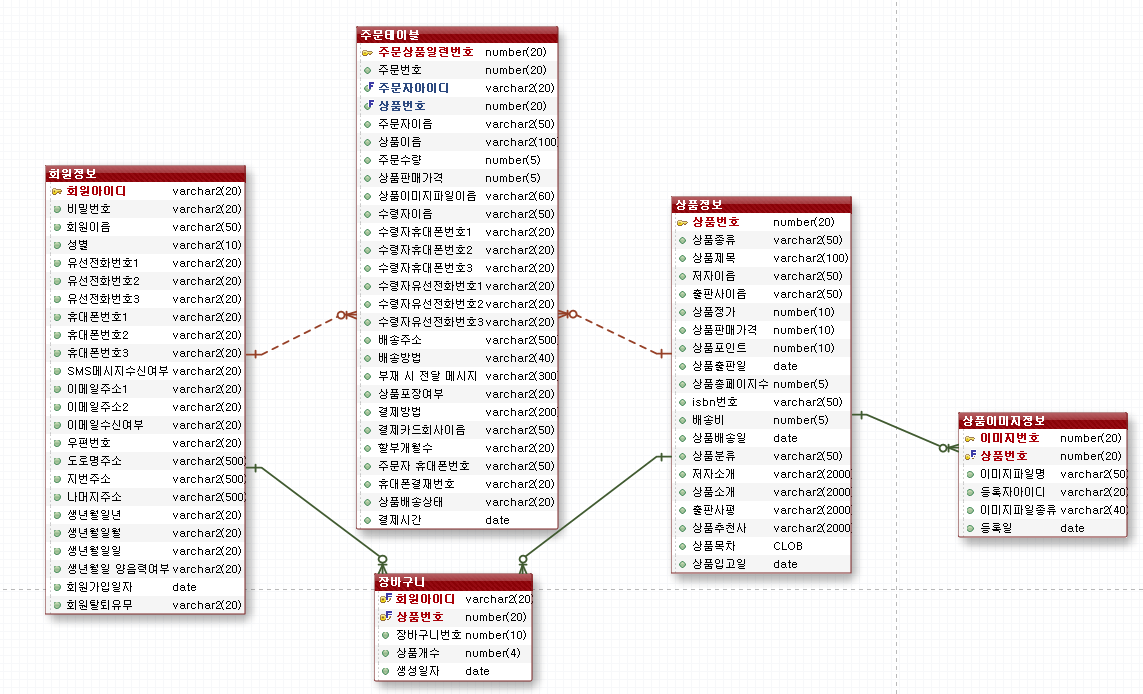 주문테이블
주문상품일련번호 number(20)
주문번호 number(20)
주문자아이디 varchar2(20)
상품번호 number(20)
주문자이음 varchar2(50)
상품이음 varchar2(100
주문수량 number(5)
상품판매가격 number(5)
상품이미지파일이음 varchar2(60)
수령자이음 varchar2(50)
수령자휴대폰번호1 varchar2(20)
수령자휴대폰번호2 varchar2(20)
수령자휴대폰번호3 varchar2(20)
수령자유선전화번호1 varchar2(20)
수령자유선전화번호2 varchar2(20)
수령자유선전화번호3 varchar2(20)
배송주소 varchar2(500
배송방법 varchar2(40)
부재 시 전달 메시지 varchar2(300
상품포장여부 varchar2(20)
결제방법 varchar2(200
결제카드회사이음 varchar2(50)
할부개월수 varchar2(20)
주문자 휴대폰번호 varchar2(50)
휴대폰결재번호 varchar2(20)
상품배송상태 varchar2(20)
결제시간 date
회원정보
회원아이디 varchar2(20)
비밀번호 varchar2(20)
회원이음 varchar2(50)
성별 varchar2(10)
유선전화번호1 varchar2(20)
유선전화번호2 varchar2(20)
유선전화번호3 varchar2(20)
휴대폰번호1 varchar2(20)
휴대폰번호2 varchar2(20)
휴대폰번호3 varchar2(20)
SMS메시지수신여부 varchar2(20)
이메일주소1 varchar2(20)
이메일주소2 varchar2(20)
이메일수신여부 varchar2(20)
우편번호 varchar2(20)
도로명주소 varchar2(500
지번주소 varchar2(500
나머지주소 varchar2(500
생년월일년 varchar2(20)
생년월일월 varchar2(20)
생년월일일 varchar2(20)
생년월일 양음력여부 varchar2(20)
회원가입일자 date
회원탈퇴유무 varchar2(20)
상품정보
상품번호 number(20)
상품종류 varchar2(50)
상품제목 varchar2(100)
저자이음 varchar2(50)
출판사이음 varchar2(50)
상품정가 number(10)
상품판매가격 number(10)
상품포인트 number(10)
상품출판일 date
상품총페이지수 number(5)
isbn번호 varchar2(50)
배송비 number(5)
상품배송일 date
상품분류 varchar2(50)
저자소개 varchar2(2000
상품소개 varchar2(2000
출판사평 varchar2(2000
상품추천사 varchar2(2000
상품목차 CLOB
상품입고일 date
상품이미지정보
이미지번호 number(20)
상품번호 number(20)
이미지파일명 varchar2(50)
등록자아이디 varchar2(20)
이미지파일종류 varchar2(40)
등록일 date
장바구니
회원아이디 varchar2(20)
상품번호 number(20)
장바구니번호 number(10)
상품개수 number(4)
생성일자 date